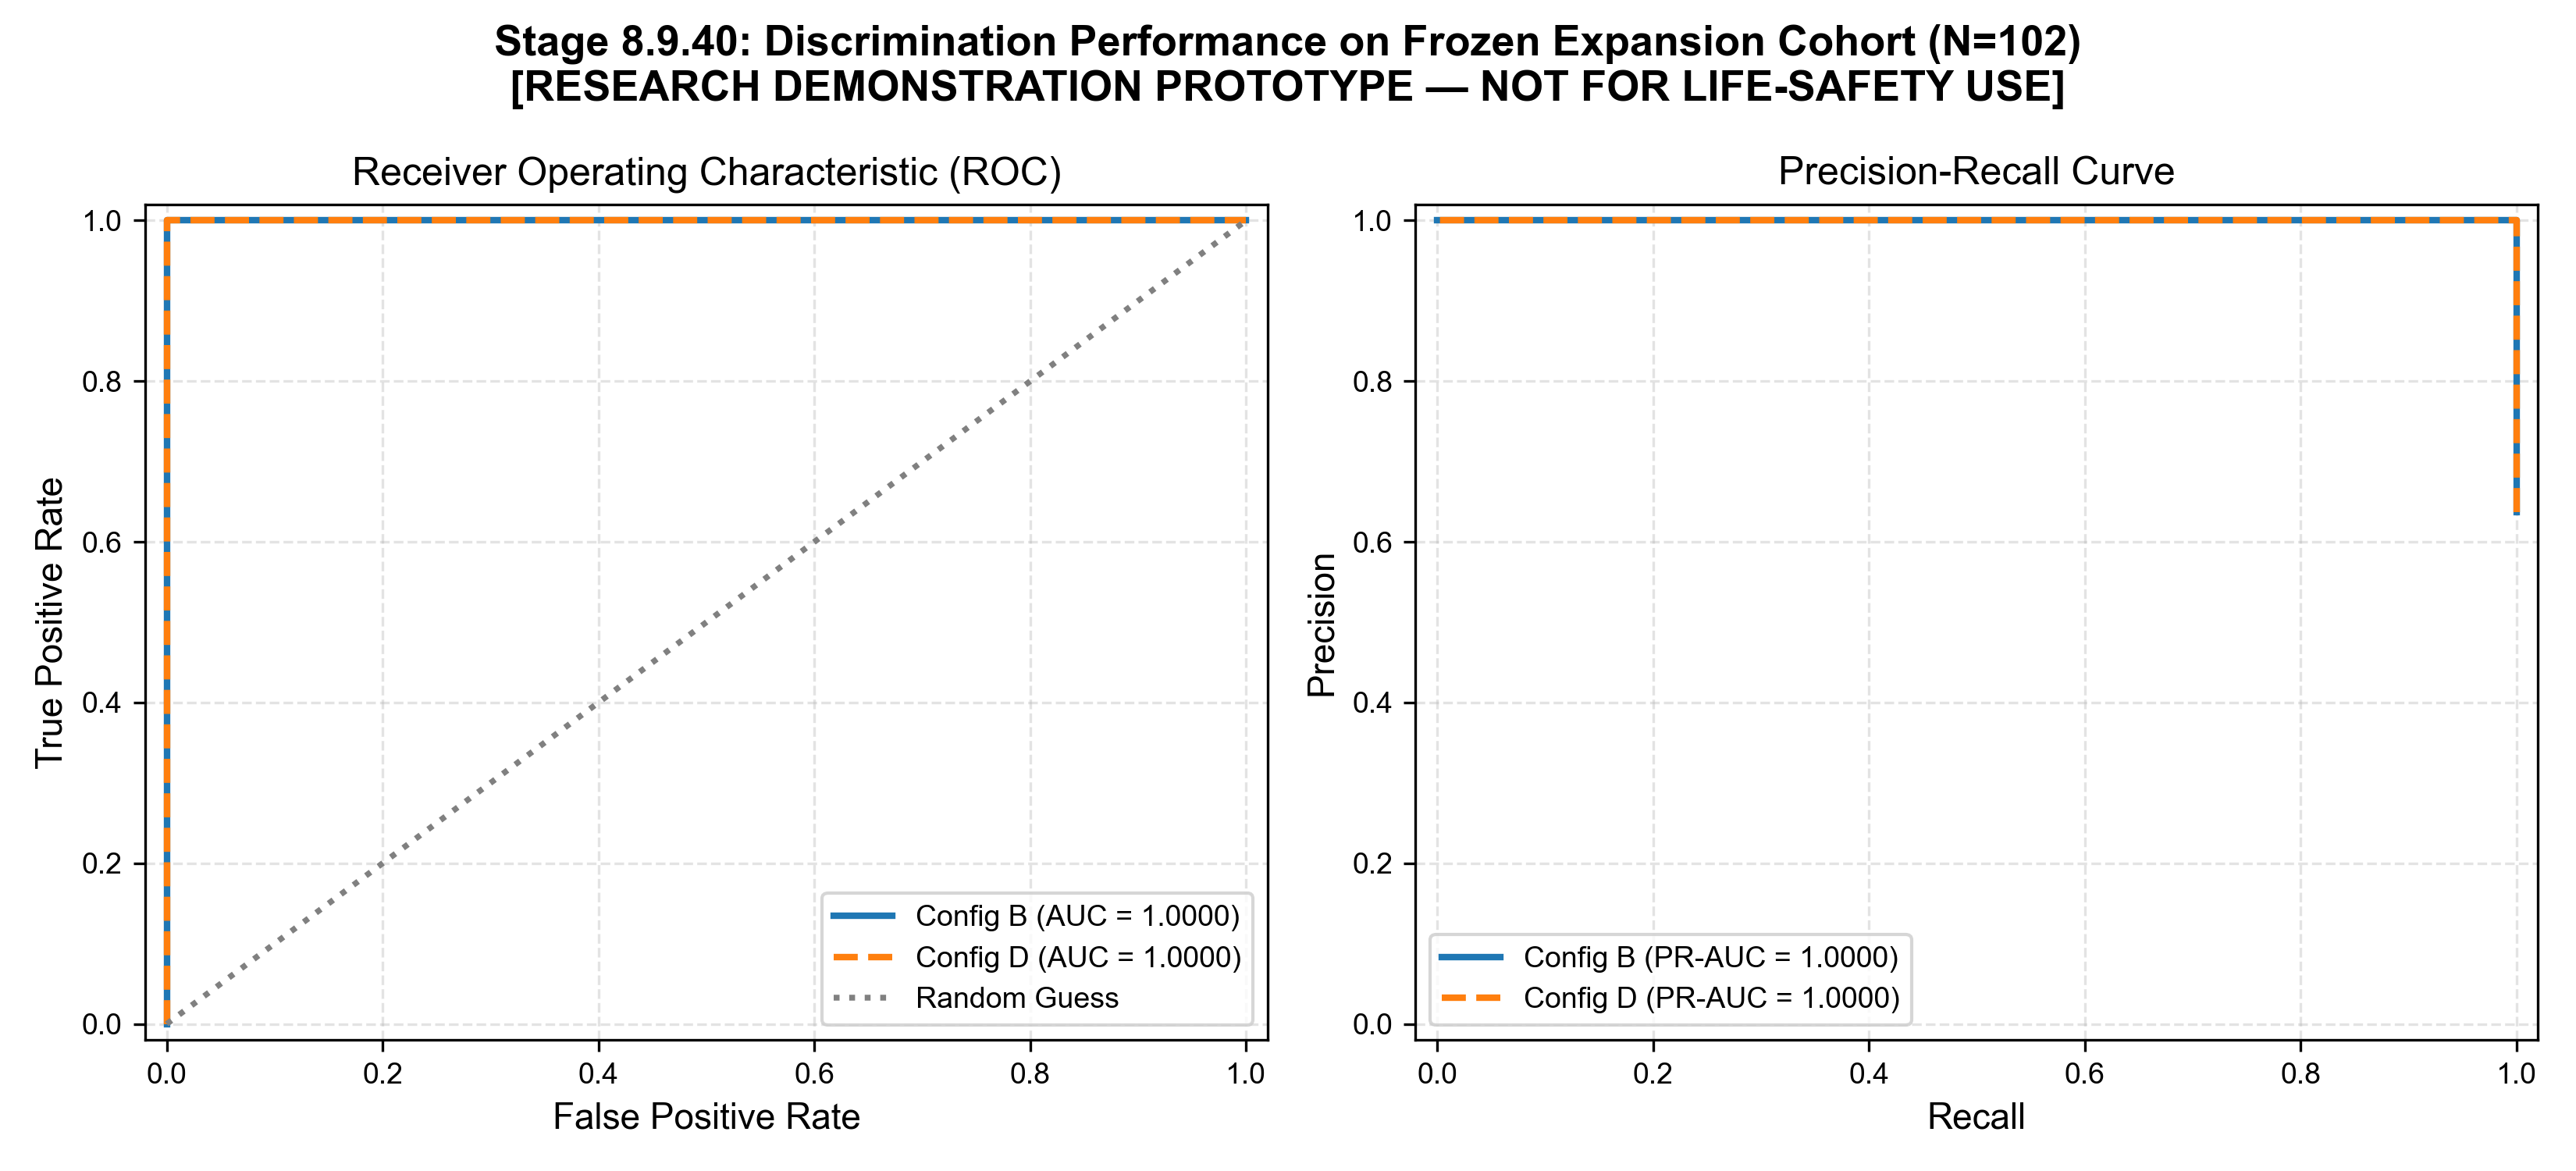 Stage 8.9.40: Discrimination Performance on Frozen Expansion Cohort (N=102)
[RESEARCH DEMONSTRATION PROTOTYPE — NOT FOR LIFE-SAFETY USE]
Receiver Operating Characteristic (ROC)
True Positive Rate
1.0
0.8
0.6
0.4
0.2
0.0
Config B (AUC = 1.0000)
Config D (AUC = 1.0000)
Random Guess
0.0 0.2 0.4 0.6 0.8 1.0
False Positive Rate
Precision-Recall Curve
Precision
1.0
0.8
0.6
0.4
0.2
0.0
Config B (PR-AUC = 1.0000)
Config D (PR-AUC = 1.0000)
0.0 0.2 0.4 0.6 0.8 1.0
Recall